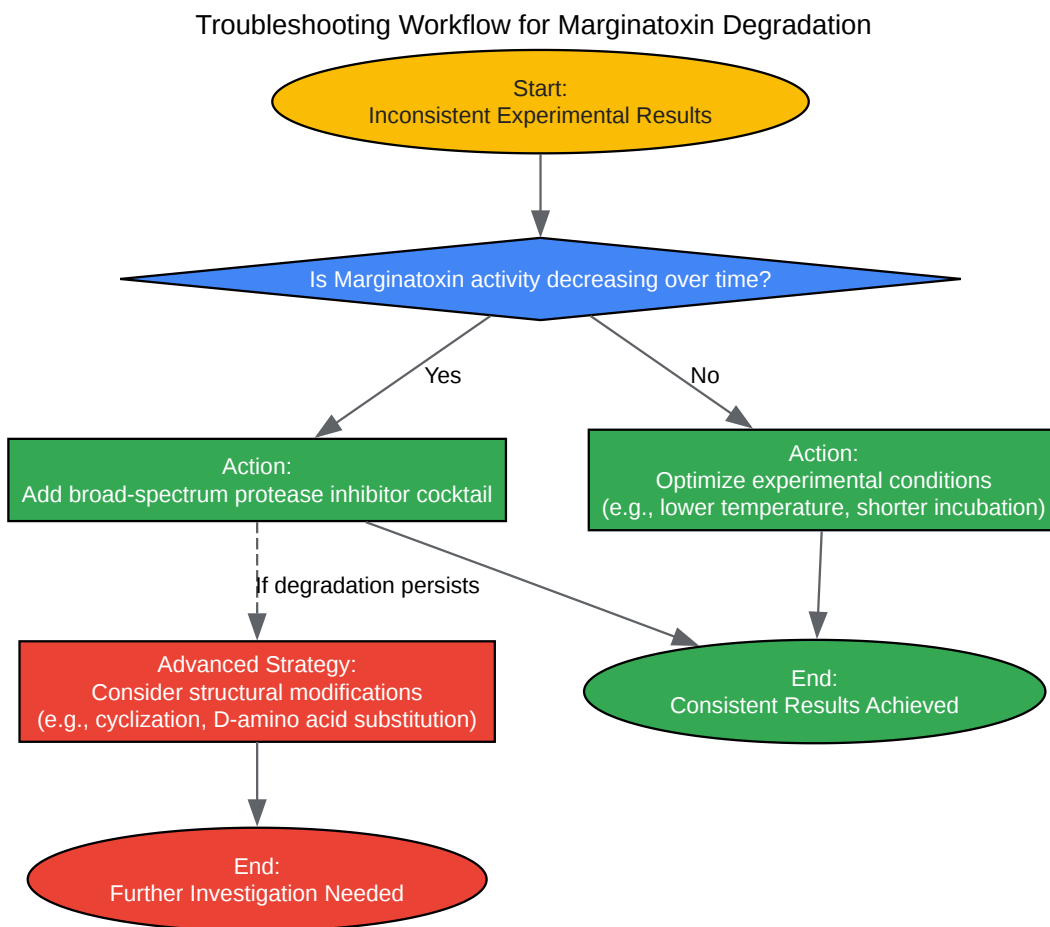 Troubleshooting Workflow for Marginatoxin Degradation
Start:
Inconsistent Experimental Results
Is Marginatoxin activity decreasing over time?
Yes
No
Action:
Add broad-spectrum protease inhibitor cocktail
Action:
Optimize experimental conditions
(e.g., lower temperature, shorter incubation)
If degradation persists
Advanced Strategy:
Consider structural modifications
(e.g., cyclization, D-amino acid substitution)
End:
Consistent Results Achieved
End:
Further Investigation Needed